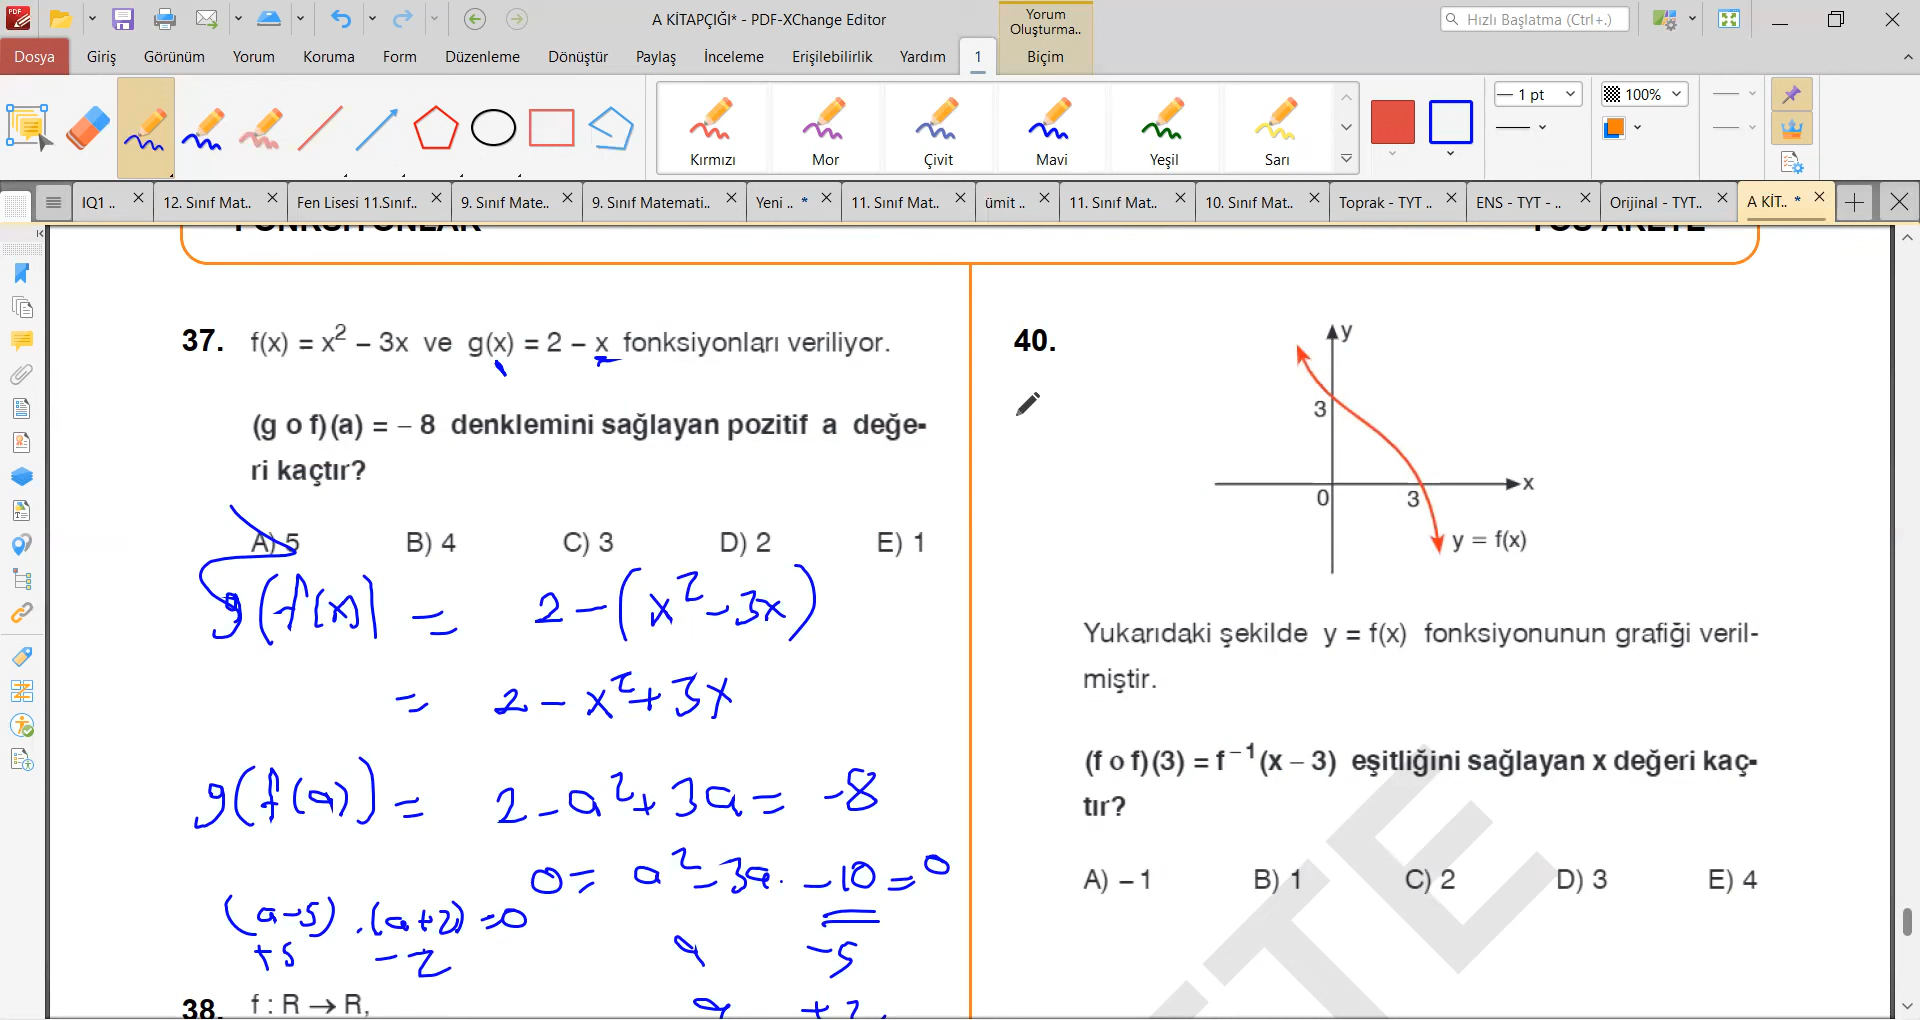 A KİTAPÇIĞI* - PDF-XChange Editor
Yorum
Oluşturma..
Hızlı Başlatma (Ctrl+.)
Dosya Giriş Görünüm Yorum Koruma Form Düzenleme Dönüştür Paylaş İnceleme Erişilebilirlik Yardım 1 Biçim
Kırmızı Mor Çivit Mavi Yeşil Sarı
1 pt
100%
IQ1 .. 12. Sınıf Mat.. Fen Lisesi 11.Sınıf.. 9. Sınıf Mate.. 9. Sınıf Matemati.. Yeni .. * 11. Sınıf Mat.. ümit .. 11. Sınıf Mat.. 10. Sınıf Mat.. Toprak - TYT .. ENS - TYT - .. Orijinal - TYT.. A KİT.. *
FONKSİYONLAR
37. f(x) = x² – 3x ve g(x) = 2 – x fonksiyonları veriliyor.
(g o f)(a) = – 8 denklemini sağlayan pozitif a değe-
ri kaçtır?
A) 5 B) 4 C) 3 D) 2 E) 1
g(f(x) = 2 - (x² - 3x)
= 2 - x² + 3x
g(f(a)) = 2 - a² + 3a = -8
0 = a² - 3a - 10 = 0
(a-5) . (a+2) = 0
+5 -2
a -5
a +2
38. f : R → R,
40.
y
3
0 3 x
y = f(x)
Yukarıdaki şekilde y = f(x) fonksiyonunun grafiği veril-
miştir.
(f o f)(3) = f⁻¹(x – 3) eşitliğini sağlayan x değeri kaç-
tır?
A) – 1 B) 1 C) 2 D) 3 E) 4